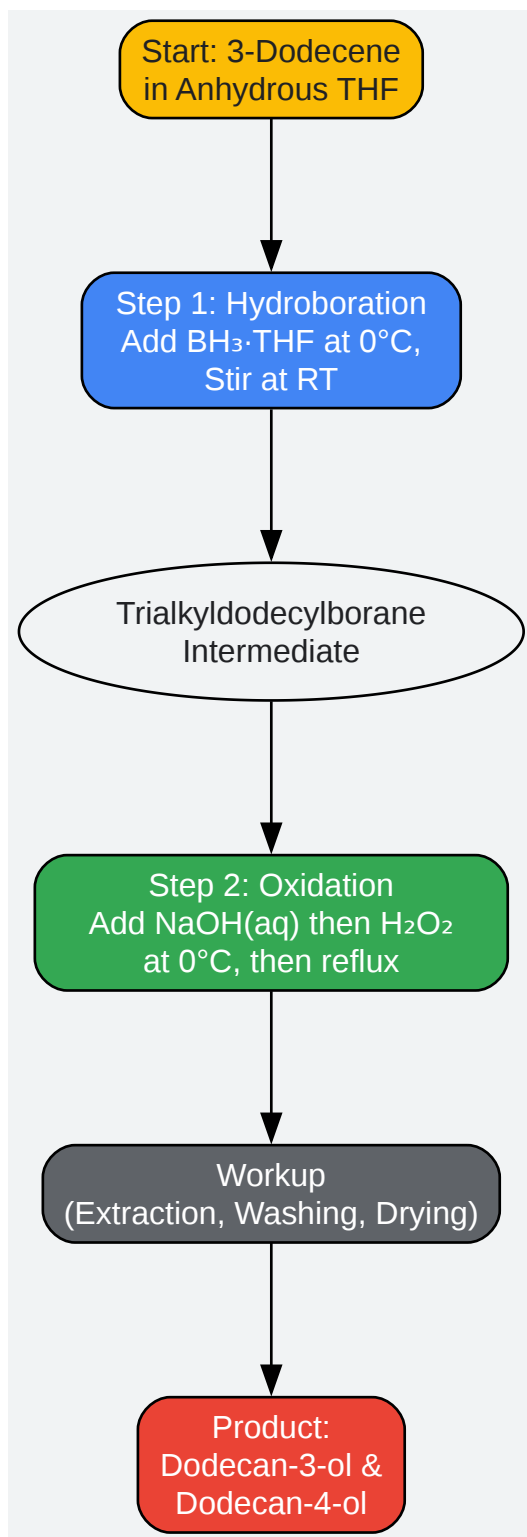 Start: 3-Dodecene
in Anhydrous THF
Step 1: Hydroboration
Add BH₃·THF at 0°C,
Stir at RT
Trialkyldodecylborane
Intermediate
Step 2: Oxidation
Add NaOH(aq) then H₂O₂
at 0°C, then reflux
Workup
(Extraction, Washing, Drying)
Product:
Dodecan-3-ol &
Dodecan-4-ol